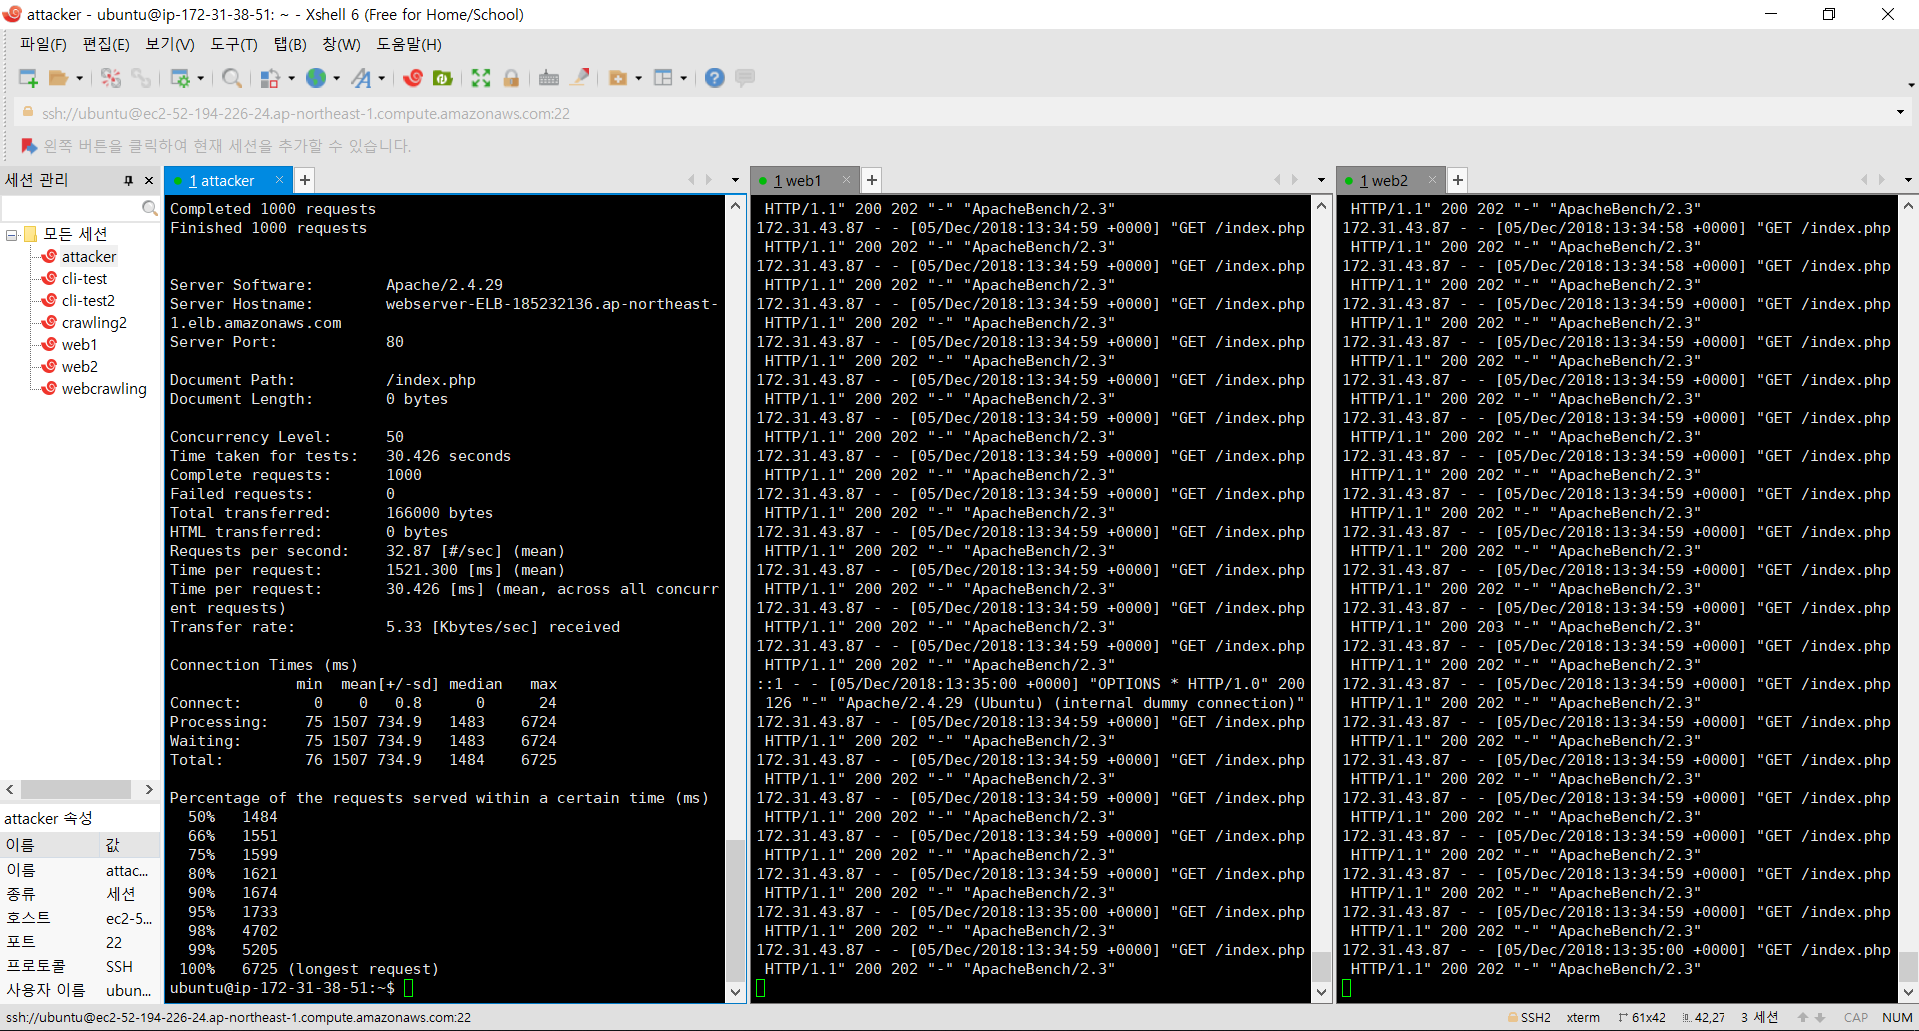 attacker - ubuntu@ip-172-31-38-51: ~ - Xshell 6 (Free for Home/School)
파일(F) 편집(E) 보기(V) 도구(T) 탭(B) 창(W) 도움말(H)
ssh://ubuntu@ec2-52-194-226-24.ap-northeast-1.compute.amazonaws.com:22
왼쪽 버튼을 클릭하여 현재 세션을 추가할 수 있습니다.
세션 관리
모든 세션
attacker
cli-test
cli-test2
crawling2
web1
web2
webcrawling
attacker 속성
이름 값
이름 attac...
종류 세션
호스트 ec2-5...
포트 22
프로토콜 SSH
사용자 이름 ubun...
1 attacker
Completed 1000 requests
Finished 1000 requests
Server Software: Apache/2.4.29
Server Hostname: webserver-ELB-185232136.ap-northeast-
1.elb.amazonaws.com
Server Port: 80
Document Path: /index.php
Document Length: 0 bytes
Concurrency Level: 50
Time taken for tests: 30.426 seconds
Complete requests: 1000
Failed requests: 0
Total transferred: 166000 bytes
HTML transferred: 0 bytes
Requests per second: 32.87 [#/sec] (mean)
Time per request: 1521.300 [ms] (mean)
Time per request: 30.426 [ms] (mean, across all concurr
ent requests)
Transfer rate: 5.33 [Kbytes/sec] received
Connection Times (ms)
min mean[+/-sd] median max
Connect: 0 0 0.8 0 24
Processing: 75 1507 734.9 1483 6724
Waiting: 75 1507 734.9 1483 6724
Total: 76 1507 734.9 1484 6725
Percentage of the requests served within a certain time (ms)
50% 1484
66% 1551
75% 1599
80% 1621
90% 1674
95% 1733
98% 4702
99% 5205
100% 6725 (longest request)
ubuntu@ip-172-31-38-51:~$
1 web1
HTTP/1.1" 200 202 "-" "ApacheBench/2.3"
172.31.43.87 - - [05/Dec/2018:13:34:59 +0000] "GET /index.php
HTTP/1.1" 200 202 "-" "ApacheBench/2.3"
172.31.43.87 - - [05/Dec/2018:13:34:59 +0000] "GET /index.php
HTTP/1.1" 200 202 "-" "ApacheBench/2.3"
172.31.43.87 - - [05/Dec/2018:13:34:59 +0000] "GET /index.php
HTTP/1.1" 200 202 "-" "ApacheBench/2.3"
172.31.43.87 - - [05/Dec/2018:13:34:59 +0000] "GET /index.php
HTTP/1.1" 200 202 "-" "ApacheBench/2.3"
172.31.43.87 - - [05/Dec/2018:13:34:59 +0000] "GET /index.php
HTTP/1.1" 200 202 "-" "ApacheBench/2.3"
172.31.43.87 - - [05/Dec/2018:13:34:59 +0000] "GET /index.php
HTTP/1.1" 200 202 "-" "ApacheBench/2.3"
172.31.43.87 - - [05/Dec/2018:13:34:59 +0000] "GET /index.php
HTTP/1.1" 200 202 "-" "ApacheBench/2.3"
172.31.43.87 - - [05/Dec/2018:13:34:59 +0000] "GET /index.php
HTTP/1.1" 200 202 "-" "ApacheBench/2.3"
172.31.43.87 - - [05/Dec/2018:13:34:59 +0000] "GET /index.php
HTTP/1.1" 200 202 "-" "ApacheBench/2.3"
172.31.43.87 - - [05/Dec/2018:13:34:59 +0000] "GET /index.php
HTTP/1.1" 200 202 "-" "ApacheBench/2.3"
172.31.43.87 - - [05/Dec/2018:13:34:59 +0000] "GET /index.php
HTTP/1.1" 200 202 "-" "ApacheBench/2.3"
172.31.43.87 - - [05/Dec/2018:13:34:59 +0000] "GET /index.php
HTTP/1.1" 200 202 "-" "ApacheBench/2.3"
::1 - - [05/Dec/2018:13:35:00 +0000] "OPTIONS * HTTP/1.0" 200
126 "-" "Apache/2.4.29 (Ubuntu) (internal dummy connection)"
172.31.43.87 - - [05/Dec/2018:13:34:59 +0000] "GET /index.php
HTTP/1.1" 200 202 "-" "ApacheBench/2.3"
172.31.43.87 - - [05/Dec/2018:13:34:59 +0000] "GET /index.php
HTTP/1.1" 200 202 "-" "ApacheBench/2.3"
172.31.43.87 - - [05/Dec/2018:13:34:59 +0000] "GET /index.php
HTTP/1.1" 200 202 "-" "ApacheBench/2.3"
172.31.43.87 - - [05/Dec/2018:13:34:59 +0000] "GET /index.php
HTTP/1.1" 200 202 "-" "ApacheBench/2.3"
172.31.43.87 - - [05/Dec/2018:13:34:59 +0000] "GET /index.php
HTTP/1.1" 200 202 "-" "ApacheBench/2.3"
172.31.43.87 - - [05/Dec/2018:13:35:00 +0000] "GET /index.php
HTTP/1.1" 200 202 "-" "ApacheBench/2.3"
172.31.43.87 - - [05/Dec/2018:13:34:59 +0000] "GET /index.php
HTTP/1.1" 200 202 "-" "ApacheBench/2.3"
1 web2
HTTP/1.1" 200 202 "-" "ApacheBench/2.3"
172.31.43.87 - - [05/Dec/2018:13:34:58 +0000] "GET /index.php
HTTP/1.1" 200 202 "-" "ApacheBench/2.3"
172.31.43.87 - - [05/Dec/2018:13:34:58 +0000] "GET /index.php
HTTP/1.1" 200 202 "-" "ApacheBench/2.3"
172.31.43.87 - - [05/Dec/2018:13:34:59 +0000] "GET /index.php
HTTP/1.1" 200 202 "-" "ApacheBench/2.3"
172.31.43.87 - - [05/Dec/2018:13:34:59 +0000] "GET /index.php
HTTP/1.1" 200 202 "-" "ApacheBench/2.3"
172.31.43.87 - - [05/Dec/2018:13:34:59 +0000] "GET /index.php
HTTP/1.1" 200 202 "-" "ApacheBench/2.3"
172.31.43.87 - - [05/Dec/2018:13:34:59 +0000] "GET /index.php
HTTP/1.1" 200 202 "-" "ApacheBench/2.3"
172.31.43.87 - - [05/Dec/2018:13:34:59 +0000] "GET /index.php
HTTP/1.1" 200 202 "-" "ApacheBench/2.3"
172.31.43.87 - - [05/Dec/2018:13:34:59 +0000] "GET /index.php
HTTP/1.1" 200 202 "-" "ApacheBench/2.3"
172.31.43.87 - - [05/Dec/2018:13:34:59 +0000] "GET /index.php
HTTP/1.1" 200 202 "-" "ApacheBench/2.3"
172.31.43.87 - - [05/Dec/2018:13:34:59 +0000] "GET /index.php
HTTP/1.1" 200 202 "-" "ApacheBench/2.3"
172.31.43.87 - - [05/Dec/2018:13:34:59 +0000] "GET /index.php
HTTP/1.1" 200 203 "-" "ApacheBench/2.3"
172.31.43.87 - - [05/Dec/2018:13:34:59 +0000] "GET /index.php
HTTP/1.1" 200 202 "-" "ApacheBench/2.3"
172.31.43.87 - - [05/Dec/2018:13:34:59 +0000] "GET /index.php
HTTP/1.1" 200 202 "-" "ApacheBench/2.3"
172.31.43.87 - - [05/Dec/2018:13:34:59 +0000] "GET /index.php
HTTP/1.1" 200 202 "-" "ApacheBench/2.3"
172.31.43.87 - - [05/Dec/2018:13:34:59 +0000] "GET /index.php
HTTP/1.1" 200 202 "-" "ApacheBench/2.3"
172.31.43.87 - - [05/Dec/2018:13:34:59 +0000] "GET /index.php
HTTP/1.1" 200 202 "-" "ApacheBench/2.3"
172.31.43.87 - - [05/Dec/2018:13:34:59 +0000] "GET /index.php
HTTP/1.1" 200 202 "-" "ApacheBench/2.3"
172.31.43.87 - - [05/Dec/2018:13:34:59 +0000] "GET /index.php
HTTP/1.1" 200 202 "-" "ApacheBench/2.3"
172.31.43.87 - - [05/Dec/2018:13:34:59 +0000] "GET /index.php
HTTP/1.1" 200 202 "-" "ApacheBench/2.3"
172.31.43.87 - - [05/Dec/2018:13:35:00 +0000] "GET /index.php
HTTP/1.1" 200 202 "-" "ApacheBench/2.3"
ssh://ubuntu@ec2-52-194-226-24.ap-northeast-1.compute.amazonaws.com:22
SSH2 xterm 61x42 42,27 3 세션 CAP NUM